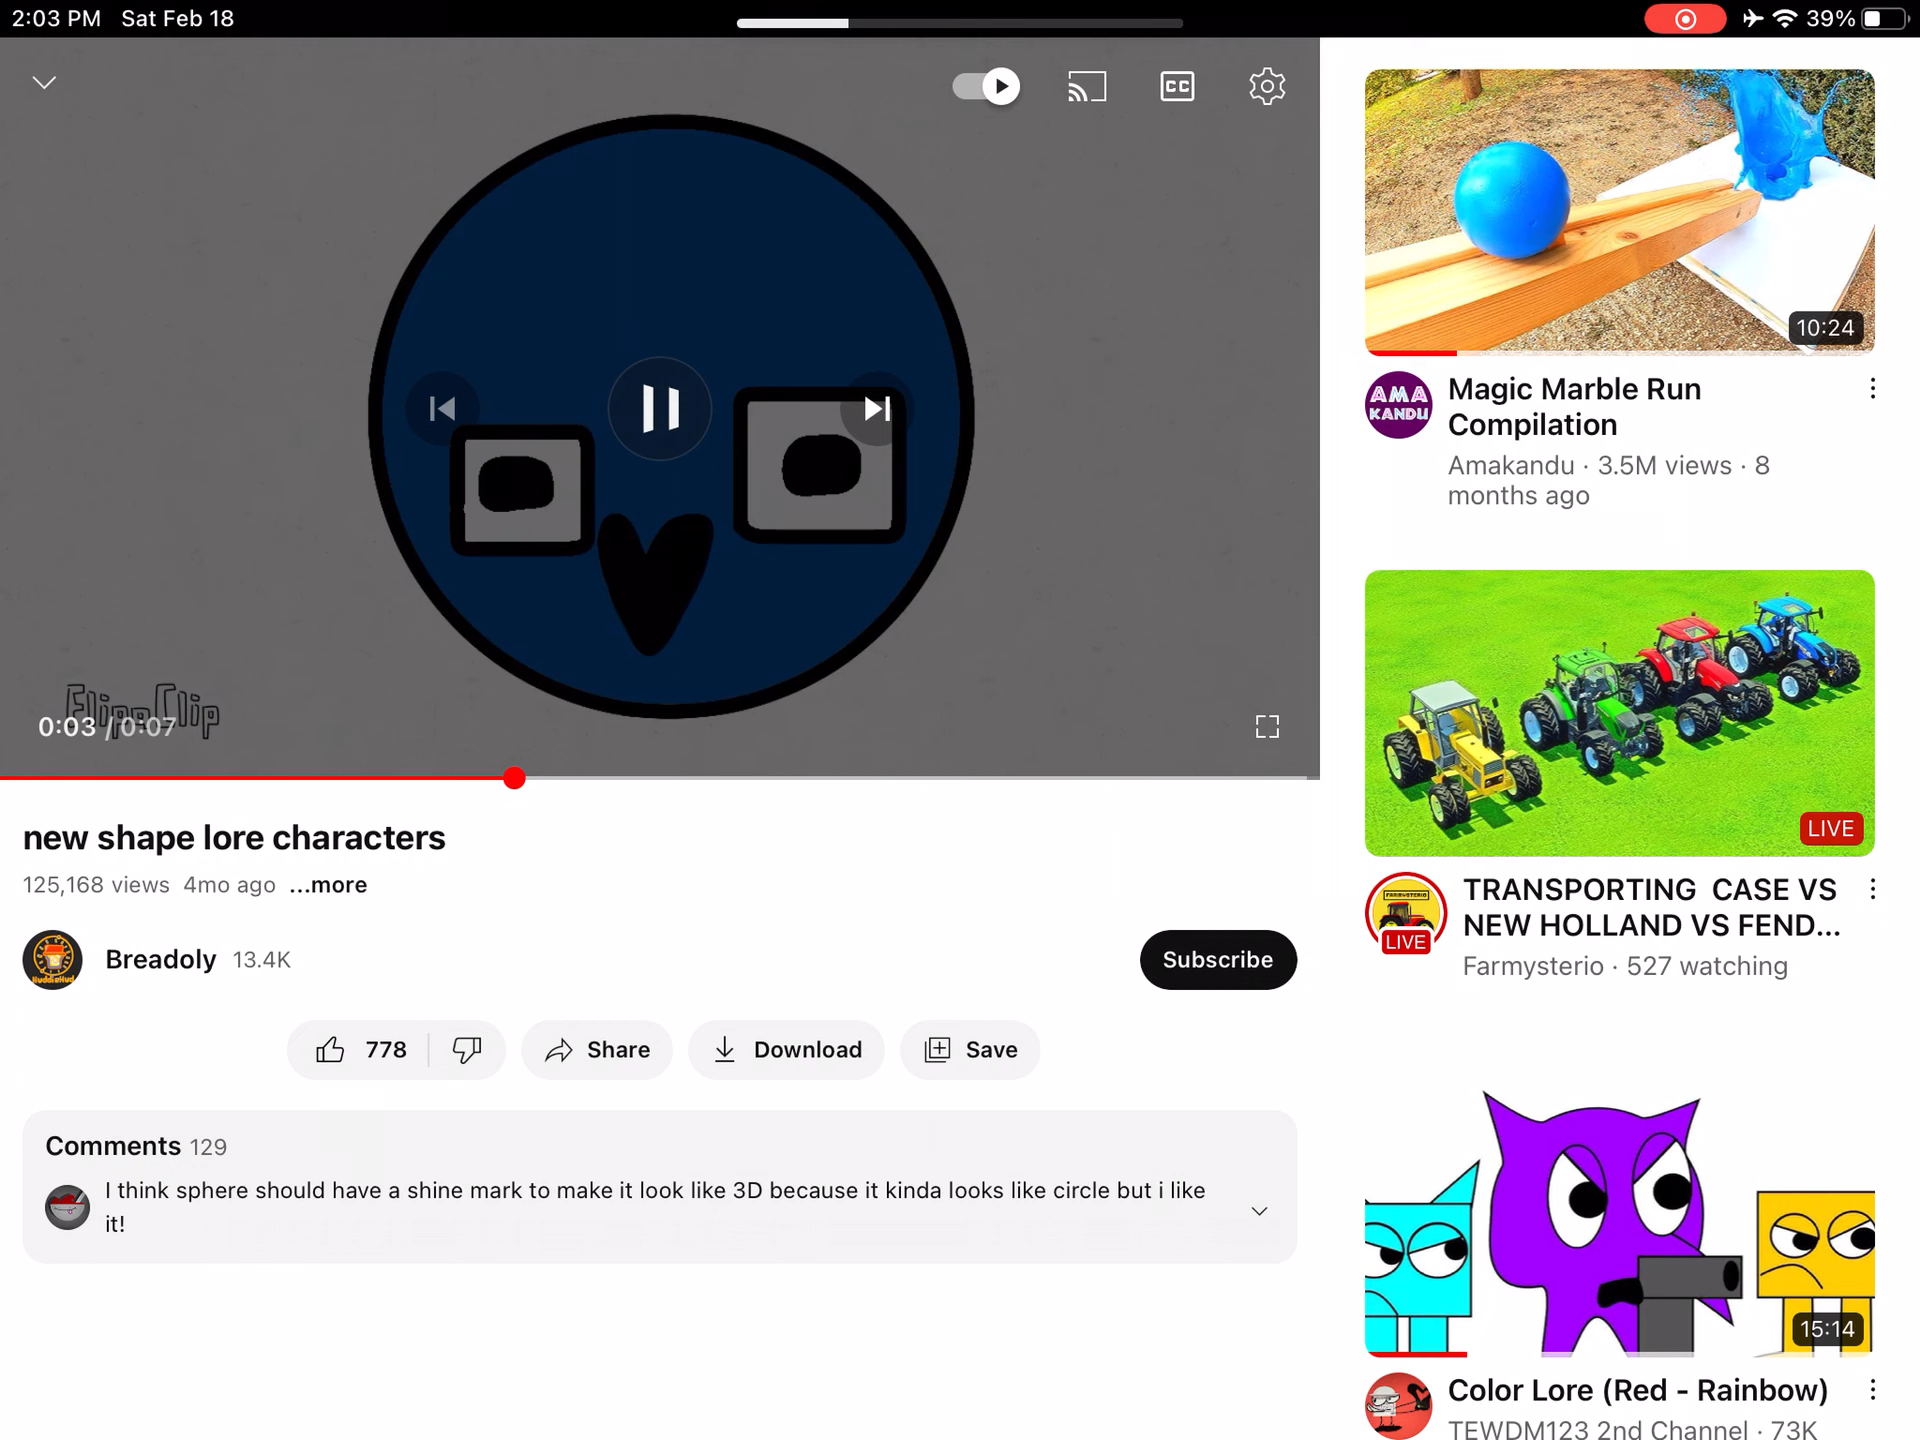 2:03 PM Sat Feb 18
39%
CC
FlipaClip
0:03 / 0:07
new shape lore characters
125,168 views 4mo ago ...more
Breadoly 13.4K
Subscribe
778
Share
Download
Save
Comments 129
I think sphere should have a shine mark to make it look like 3D because it kinda looks like circle but i like
it!
10:24
AMA
KANDU
Magic Marble Run
Compilation
Amakandu · 3.5M views · 8
months ago
LIVE
FARMYSTERIO
LIVE
TRANSPORTING CASE VS
NEW HOLLAND VS FEND...
Farmysterio · 527 watching
15:14
Color Lore (Red - Rainbow)
TEWDM123 2nd Channel · 73K